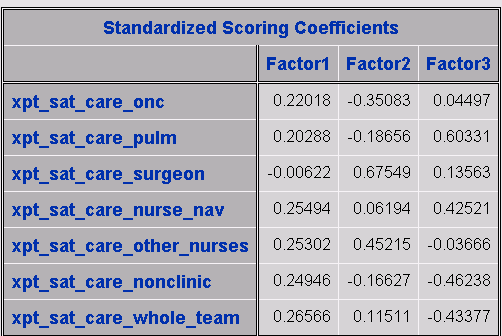 Standardized Scoring Coefficients
Factor1 Factor2 Factor3
xpt_sat_care_onc 0.22018 -0.35083 0.04497
xpt_sat_care_pulm 0.20288 -0.18656 0.60331
xpt_sat_care_surgeon -0.00622 0.67549 0.13563
xpt_sat_care_nurse_nav 0.25494 0.06194 0.42521
xpt_sat_care_other_nurses 0.25302 0.45215 -0.03666
xpt_sat_care_nonclinic 0.24946 -0.16627 -0.46238
xpt_sat_care_whole_team 0.26566 0.11511 -0.43377